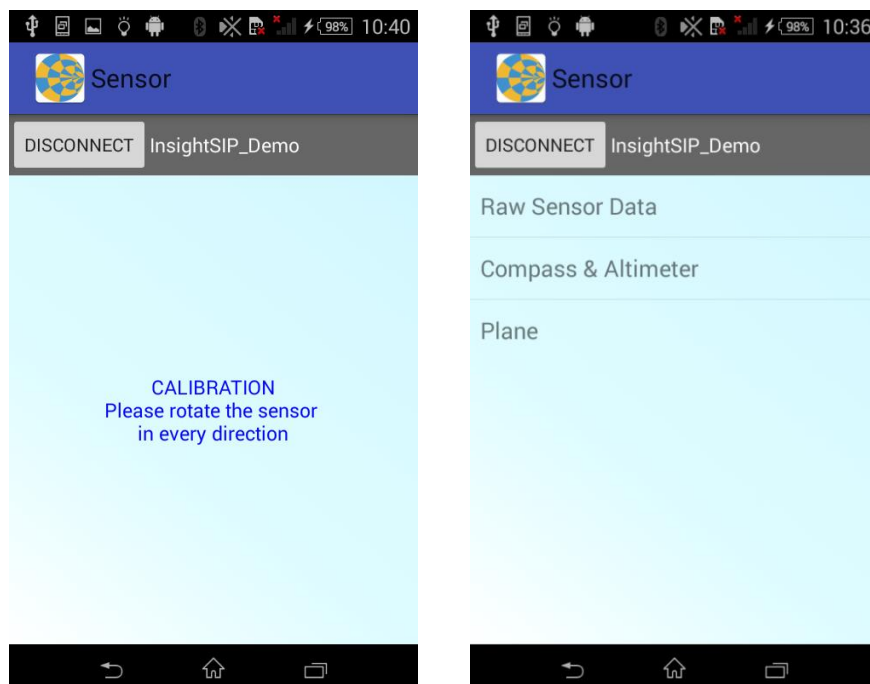 98% 10:40
Sensor
DISCONNECT InsightSIP_Demo
CALIBRATION
Please rotate the sensor
in every direction
98% 10:36
Sensor
DISCONNECT InsightSIP_Demo
Raw Sensor Data
Compass & Altimeter
Plane